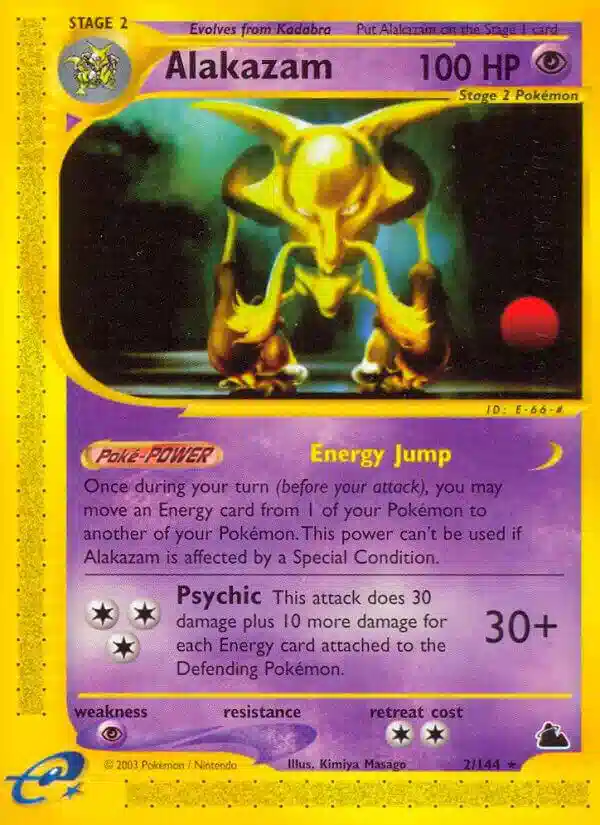 STAGE 2
Evolves from Kadabra
Put Alakazam on the Stage 1 card
Alakazam 100 HP
Stage 2 Pokémon
ID: E-66-#
Poké-POWER Energy Jump
Once during your turn (before your attack), you may
move an Energy card from 1 of your Pokémon to
another of your Pokémon. This power can't be used if
Alakazam is affected by a Special Condition.
Psychic This attack does 30
damage plus 10 more damage for
each Energy card attached to the
Defending Pokémon.
30+
weakness resistance retreat cost
© 2003 Pokémon / Nintendo Illus. Kimiya Masago 2/144 ★
e